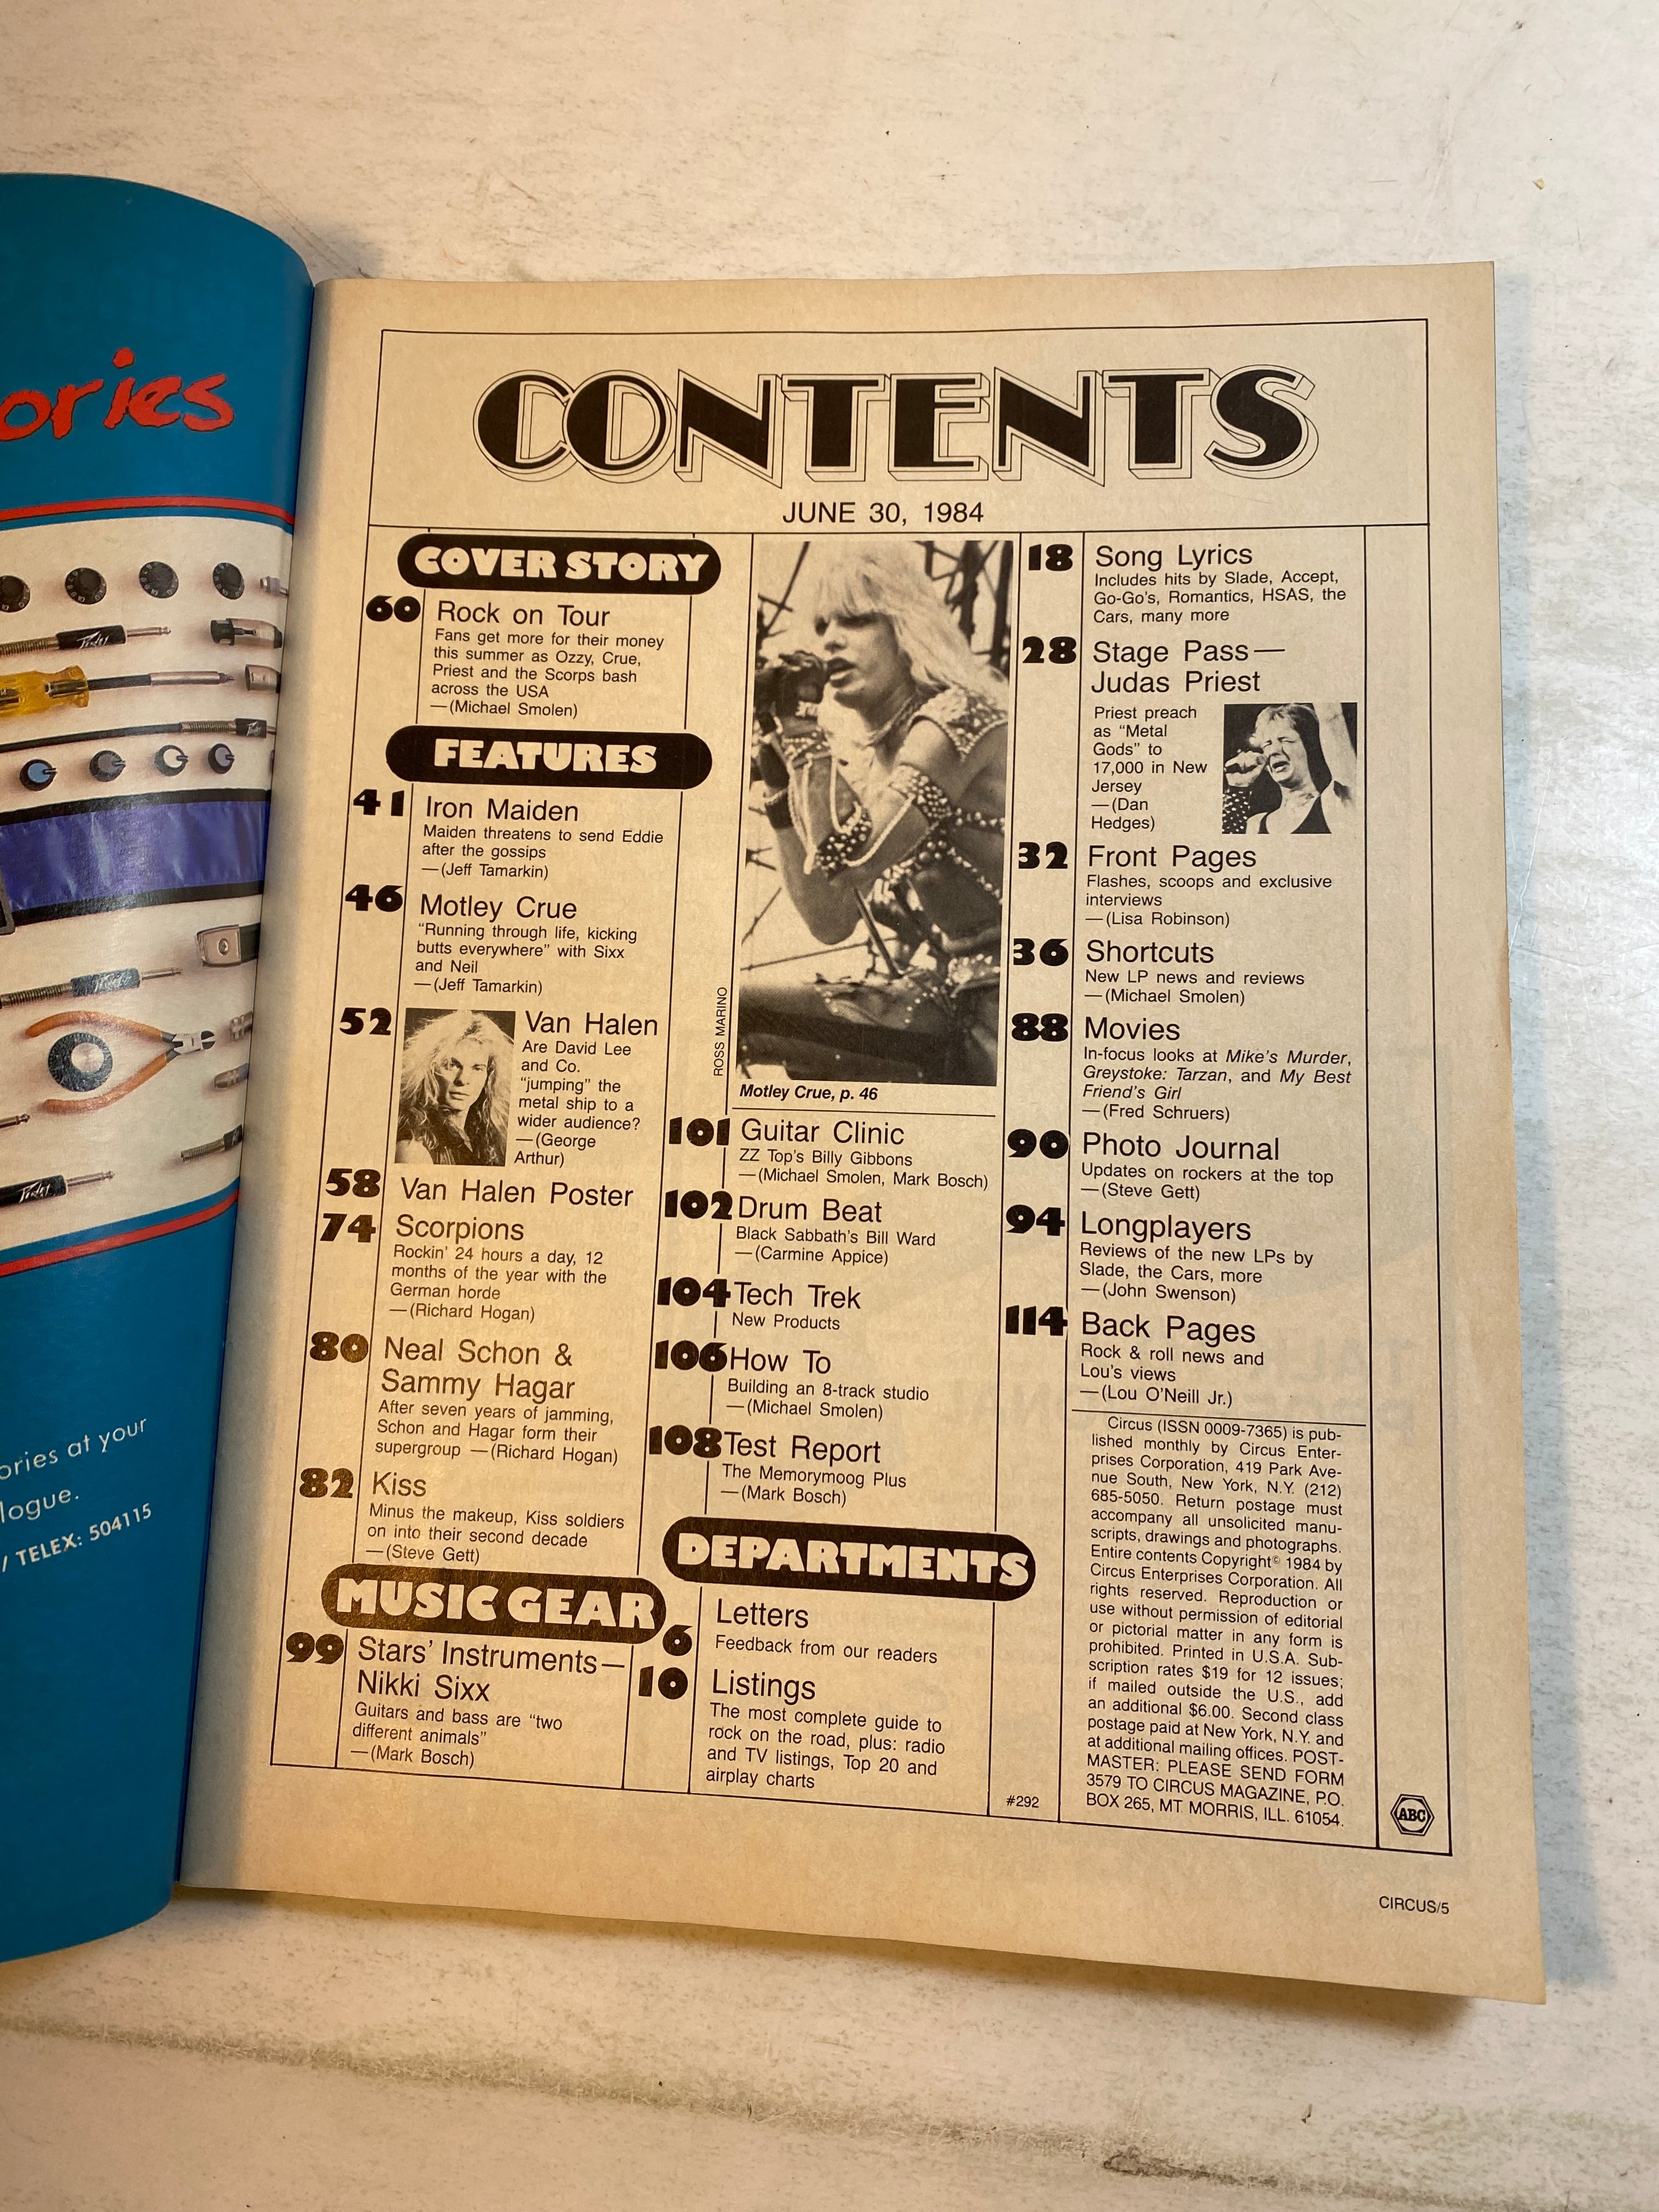 ories
Peavey
Peavey
Peavey
ories at your
logue.
/ TELEX: 504115
CONTENTS
JUNE 30, 1984
COVER STORY
60 Rock on Tour
Fans get more for their money
this summer as Ozzy, Crue,
Priest and the Scorps bash
across the USA
—(Michael Smolen)
FEATURES
41 Iron Maiden
Maiden threatens to send Eddie
after the gossips
—(Jeff Tamarkin)
46 Motley Crue
“Running through life, kicking
butts everywhere” with Sixx
and Neil
—(Jeff Tamarkin)
52 Van Halen
Are David Lee
and Co.
“jumping” the
metal ship to a
wider audience?
—(George
Arthur)
58 Van Halen Poster
74 Scorpions
Rockin’ 24 hours a day, 12
months of the year with the
German horde
—(Richard Hogan)
80 Neal Schon &
Sammy Hagar
After seven years of jamming,
Schon and Hagar form their
supergroup —(Richard Hogan)
82 Kiss
Minus the makeup, Kiss soldiers
on into their second decade
—(Steve Gett)
MUSIC GEAR
99 Stars’ Instruments—
Nikki Sixx
Guitars and bass are “two
different animals”
—(Mark Bosch)
ROSS MARINO
Motley Crue, p. 46
101 Guitar Clinic
ZZ Top’s Billy Gibbons
—(Michael Smolen, Mark Bosch)
102 Drum Beat
Black Sabbath’s Bill Ward
—(Carmine Appice)
104 Tech Trek
New Products
106 How To
Building an 8-track studio
—(Michael Smolen)
108 Test Report
The Memorymoog Plus
—(Mark Bosch)
DEPARTMENTS
6 Letters
Feedback from our readers
10 Listings
The most complete guide to
rock on the road, plus: radio
and TV listings, Top 20 and
airplay charts
18 Song Lyrics
Includes hits by Slade, Accept,
Go-Go’s, Romantics, HSAS, the
Cars, many more
28 Stage Pass—
Judas Priest
Priest preach
as “Metal
Gods” to
17,000 in New
Jersey
—(Dan
Hedges)
32 Front Pages
Flashes, scoops and exclusive
interviews
—(Lisa Robinson)
36 Shortcuts
New LP news and reviews
—(Michael Smolen)
88 Movies
In-focus looks at Mike’s Murder,
Greystoke: Tarzan, and My Best
Friend’s Girl
—(Fred Schruers)
90 Photo Journal
Updates on rockers at the top
—(Steve Gett)
94 Longplayers
Reviews of the new LPs by
Slade, the Cars, more
—(John Swenson)
114 Back Pages
Rock & roll news and
Lou’s views
—(Lou O’Neill Jr.)
Circus (ISSN 0009-7365) is pub-
lished monthly by Circus Enter-
prises Corporation, 419 Park Ave-
nue South, New York, N.Y. (212)
685-5050. Return postage must
accompany all unsolicited manu-
scripts, drawings and photographs.
Entire contents Copyright© 1984 by
Circus Enterprises Corporation. All
rights reserved. Reproduction or
use without permission of editorial
or pictorial matter in any form is
prohibited. Printed in U.S.A. Sub-
scription rates $19 for 12 issues;
if mailed outside the U.S., add
an additional $6.00. Second class
postage paid at New York, N.Y. and
at additional mailing offices. POST-
MASTER: PLEASE SEND FORM
3579 TO CIRCUS MAGAZINE, P.O.
BOX 265, MT. MORRIS, ILL. 61054.
#292
ABC
CIRCUS/5